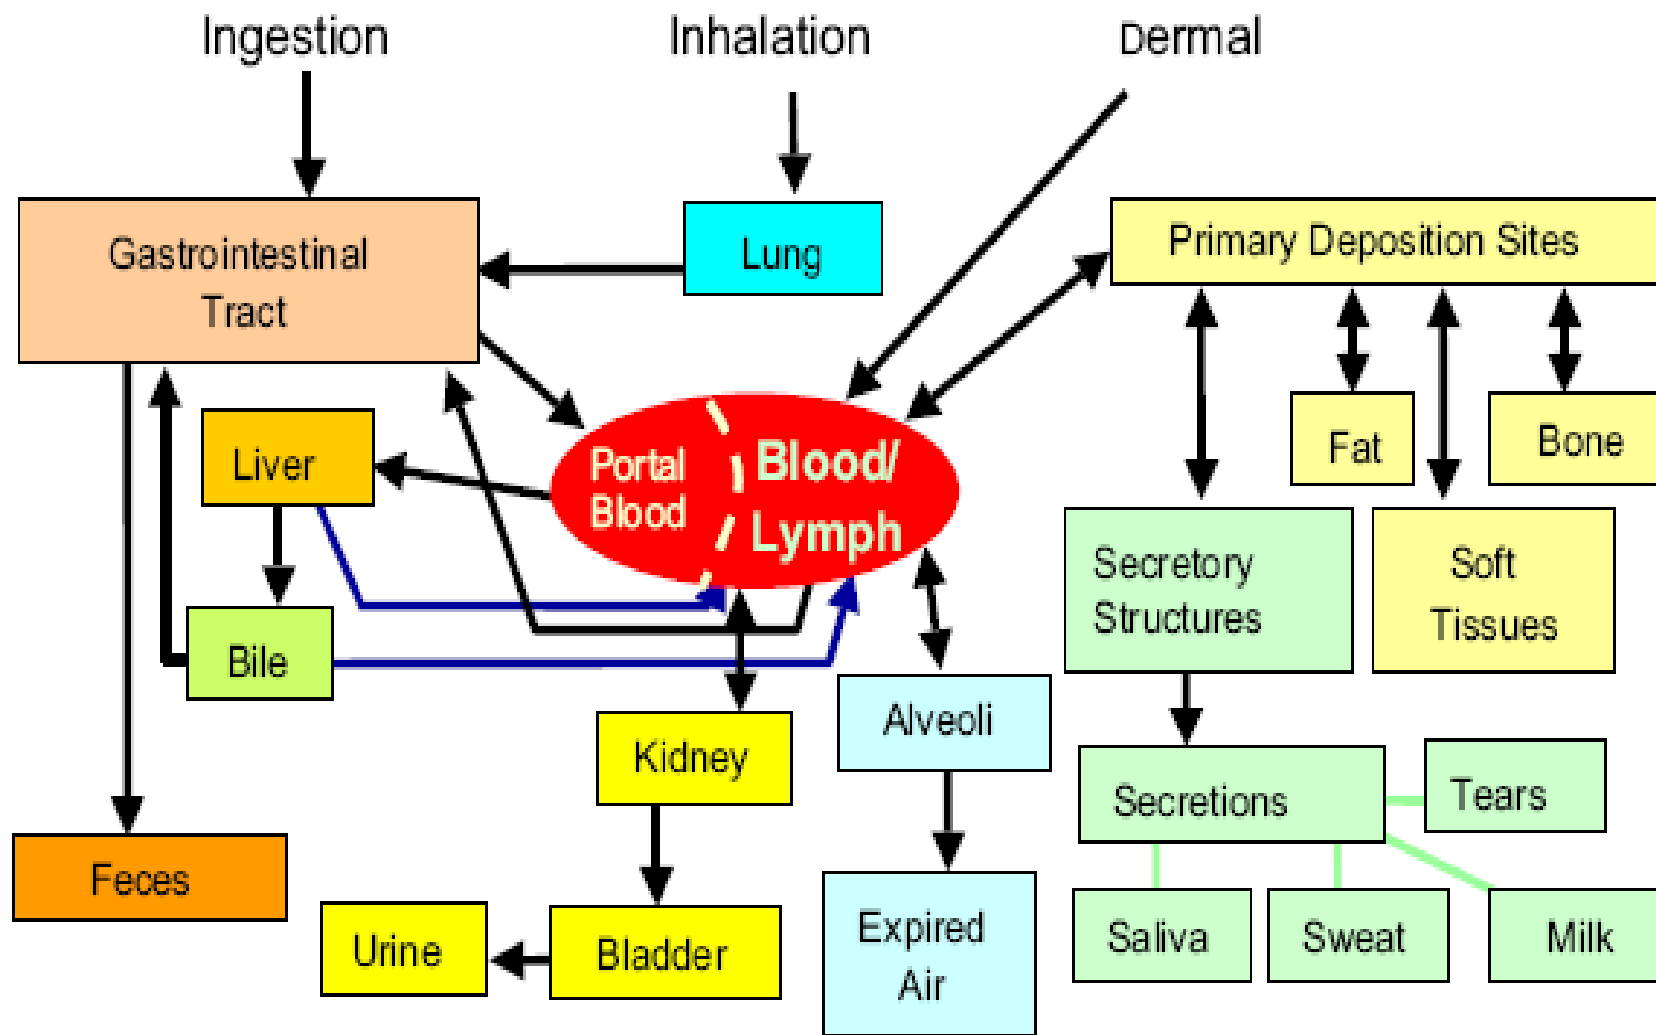 Ingestion
Inhalation
Dermal
Gastrointestinal
Tract
Lung
Primary Deposition Sites
Liver
Portal
Blood
Blood/
Lymph
Fat
Bone
Secretory
Structures
Soft
Tissues
Bile
Kidney
Alveoli
Secretions
Tears
Feces
Urine
Bladder
Expired
Air
Saliva
Sweat
Milk